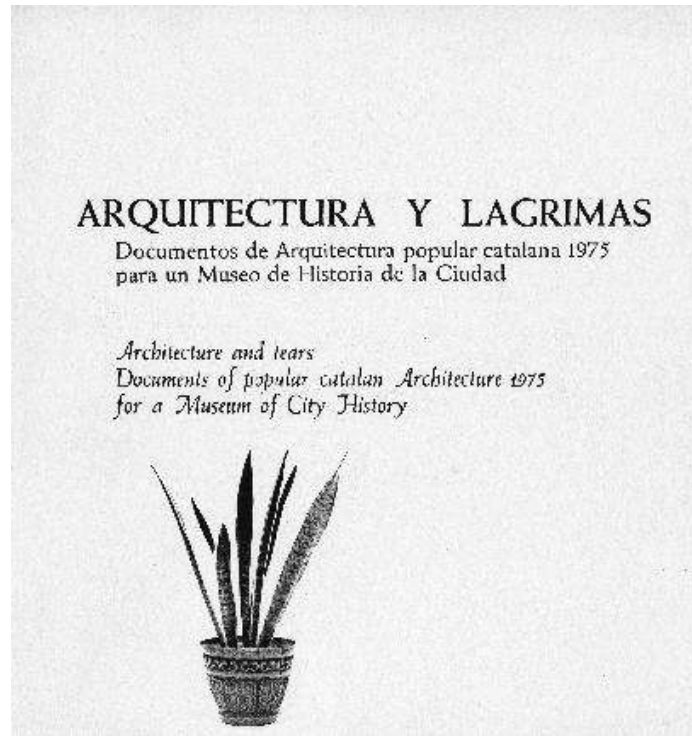 ARQUITECTURA Y LAGRIMAS
Documentos de Arquitectura popular catalana 1975
para un Museo de Historia de la Ciudad
Architecture and tears
Documents of popular catalan Architecture 1975
for a Museum of City History